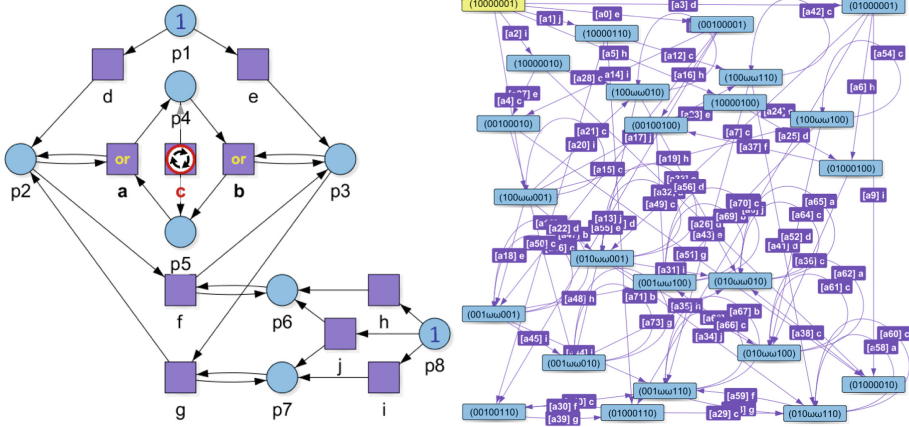 1
p1
d
e
p4
or
or
p2
a
c
b
p3
p5
f
p6
h
1
j
p8
g
p7
i
(10000001)
[a3] d
[a42] c
(01000001)
[a1] j
[a0] e
(00100001)
[a2] i
(10000110)
[a5] h
[a12] c
[a54] c
(10000010)
[a28] c
[a14] i
[a16] h
(100ωω110)
[a6] h
[a4] c
(100ωω010)
(10000100)
(00100010)
(00100100)
(100ωω100)
[a21] c
[a17] j
[a7] c
[a20] i
[a37] f
[a19] h
(01000100)
[a15] c
[a56] d
(100ωω001)
[a49] c
[a70] c
[a65] a
[a9] i
[a69] b
[a64] c
[a13] j
[a22] d
[a43] e
[a52] d
[a50] c
[a18] e
[a51] g
[a36] c
(010ωω001)
[a31] i
[a62] a
(001ωω100)
(010ωω010)
[a61] c
[a48] h
[a71] b
(001ωω001)
[a67] b
[a73] g
[a66] c
[a38] c
[a60] c
[a45] i
[a34] j
[a58] a
(010ωω100)
(001ωω010)
(01000010)
(001ωω110)
[a59] f
(00100110)
[a30] f
(01000110)
[a29] c
(010ωω110)
[a39] g